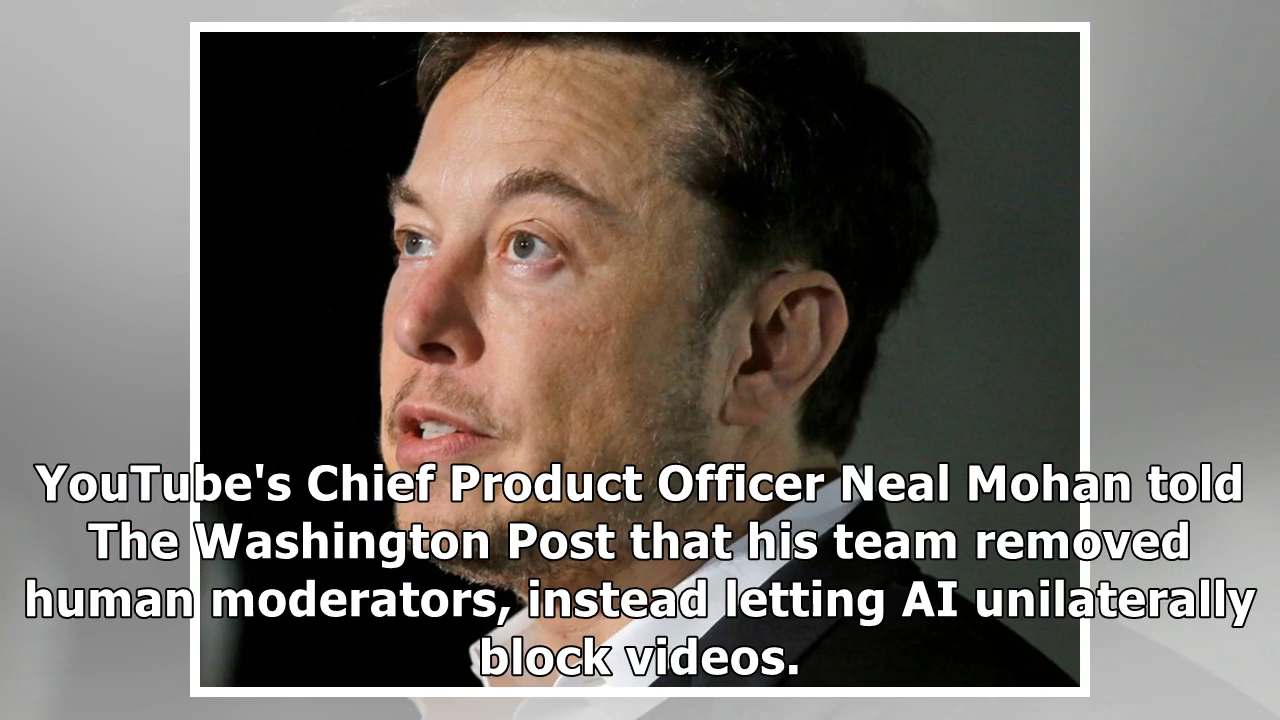 YouTube's Chief Product Officer Neal Mohan told
The Washington Post that his team removed
human moderators, instead letting AI unilaterally
block videos.